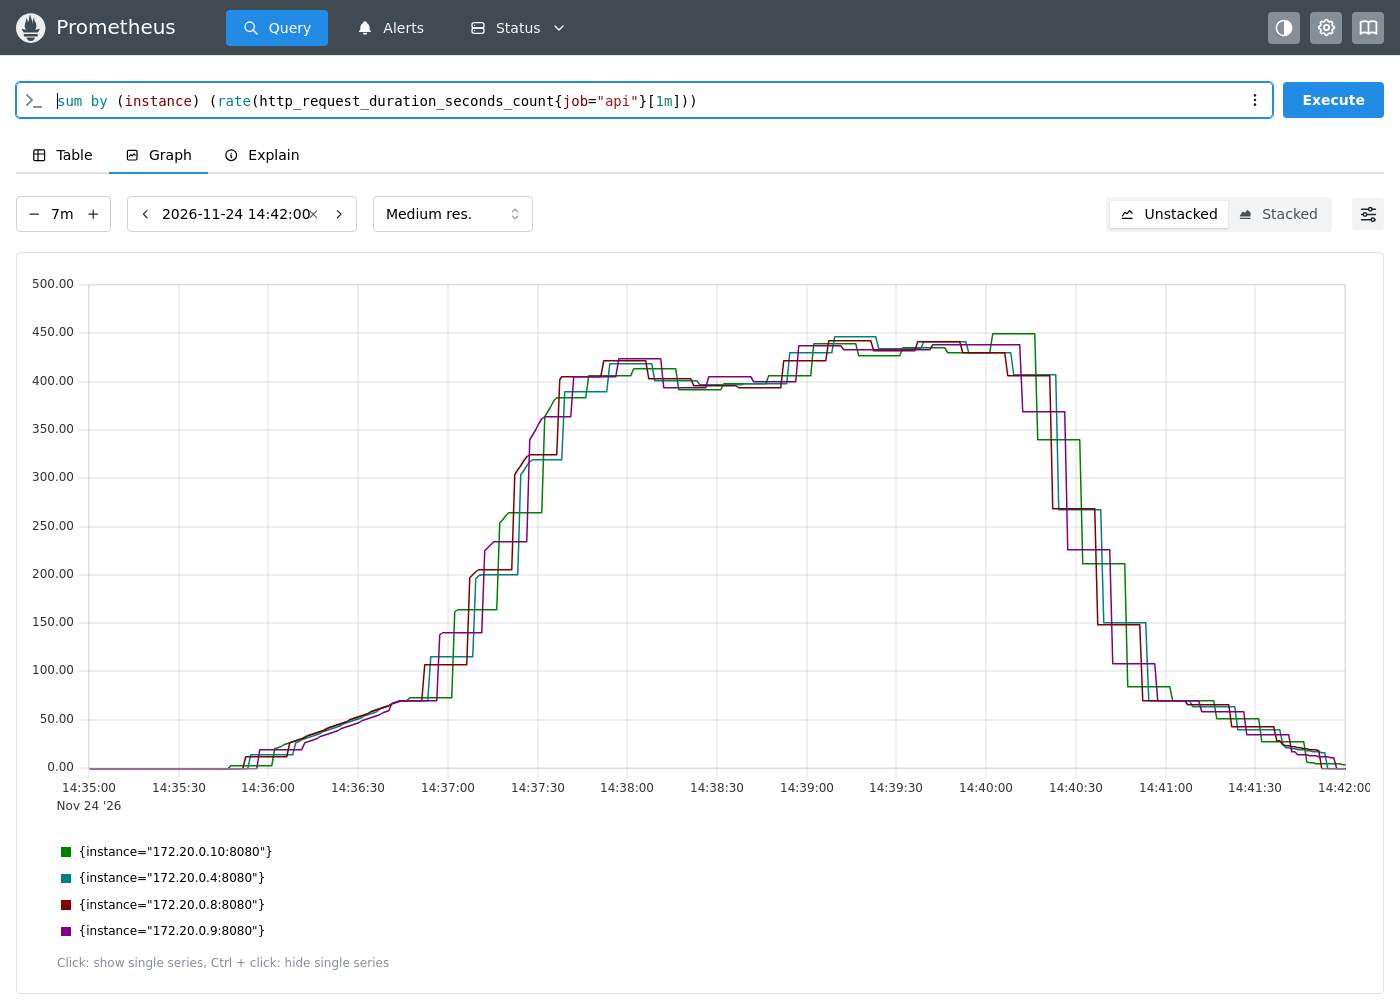 Prometheus Query Alerts Status
sum by (instance) (rate(http_request_duration_seconds_count{job="api"}[1m])) Execute
Table Graph Explain
7m 2026-11-24 14:42:00 Medium res. Unstacked Stacked
500.00
450.00
400.00
350.00
300.00
250.00
200.00
150.00
100.00
50.00
0.00
14:35:00 14:35:30 14:36:00 14:36:30 14:37:00 14:37:30 14:38:00 14:38:30 14:39:00 14:39:30 14:40:00 14:40:30 14:41:00 14:41:30 14:42:00
Nov 24 '26
{instance="172.20.0.10:8080"}
{instance="172.20.0.4:8080"}
{instance="172.20.0.8:8080"}
{instance="172.20.0.9:8080"}
Click: show single series, Ctrl + click: hide single series